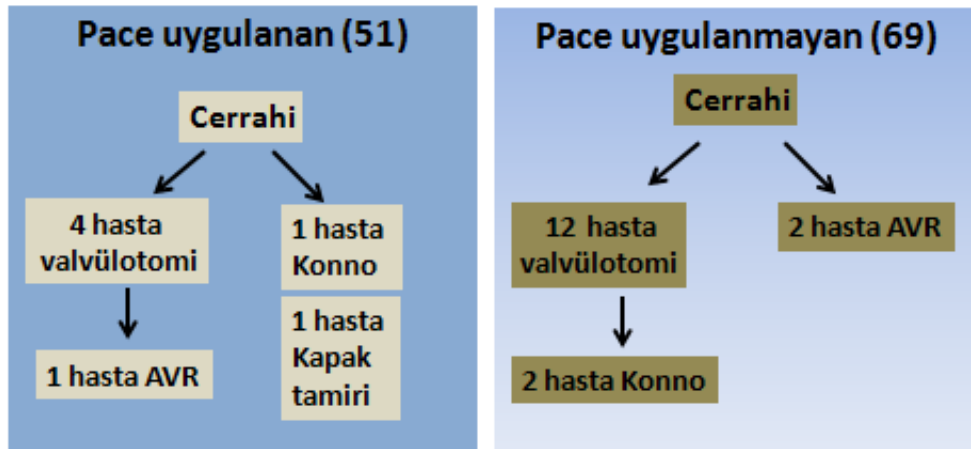 Pace uygulanan (51)
Cerrahi
4 hasta
valvülotomi
1 hasta
Konno
1 hasta AVR
1 hasta
Kapak
tamiri
Pace uygulanmayan (69)
Cerrahi
12 hasta
valvülotomi
2 hasta AVR
2 hasta Konno